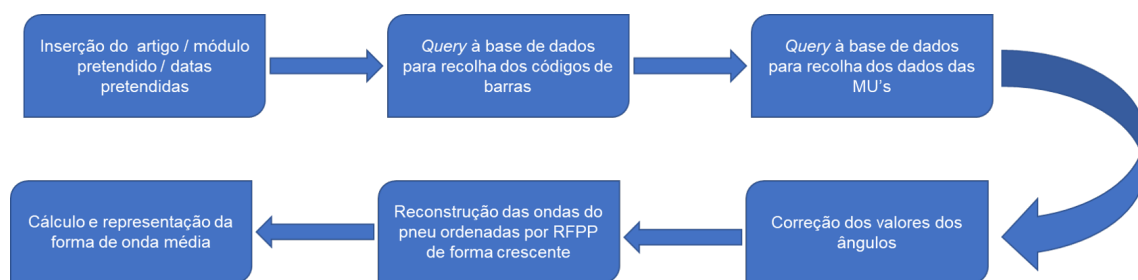 Inserção do artigo / módulo
pretendido / datas
pretendidas
Query à base de dados
para recolha dos códigos de
barras
Query à base de dados
para recolha dos dados das
MU's
Correção dos valores dos
ângulos
Reconstrução das ondas do
pneu ordenadas por RFPP
de forma crescente
Cálculo e representação da
forma de onda média